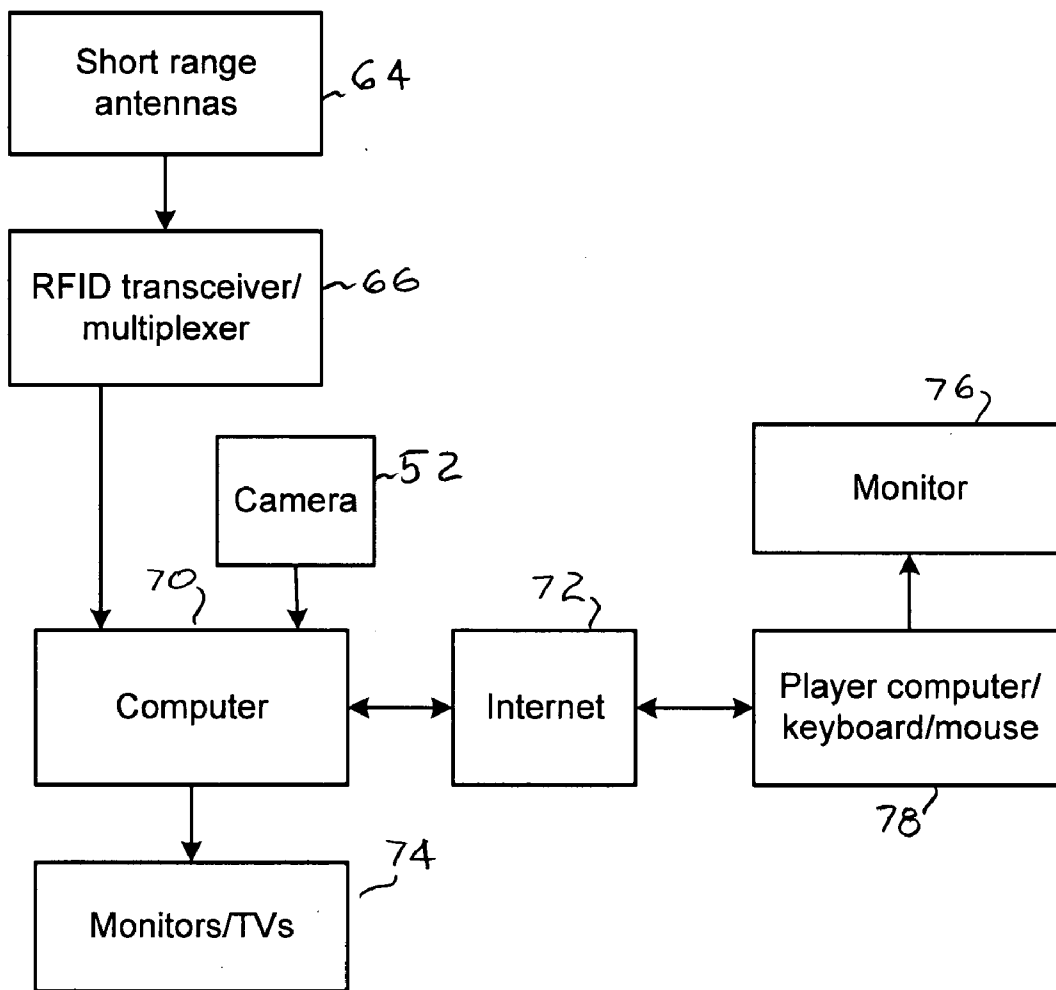 Short range
antennas
64
RFID transceiver/
multiplexer
66
Camera
52
76
Monitor
70
Computer
72
Internet
Player computer/
keyboard/mouse
78
74
Monitors/TVs